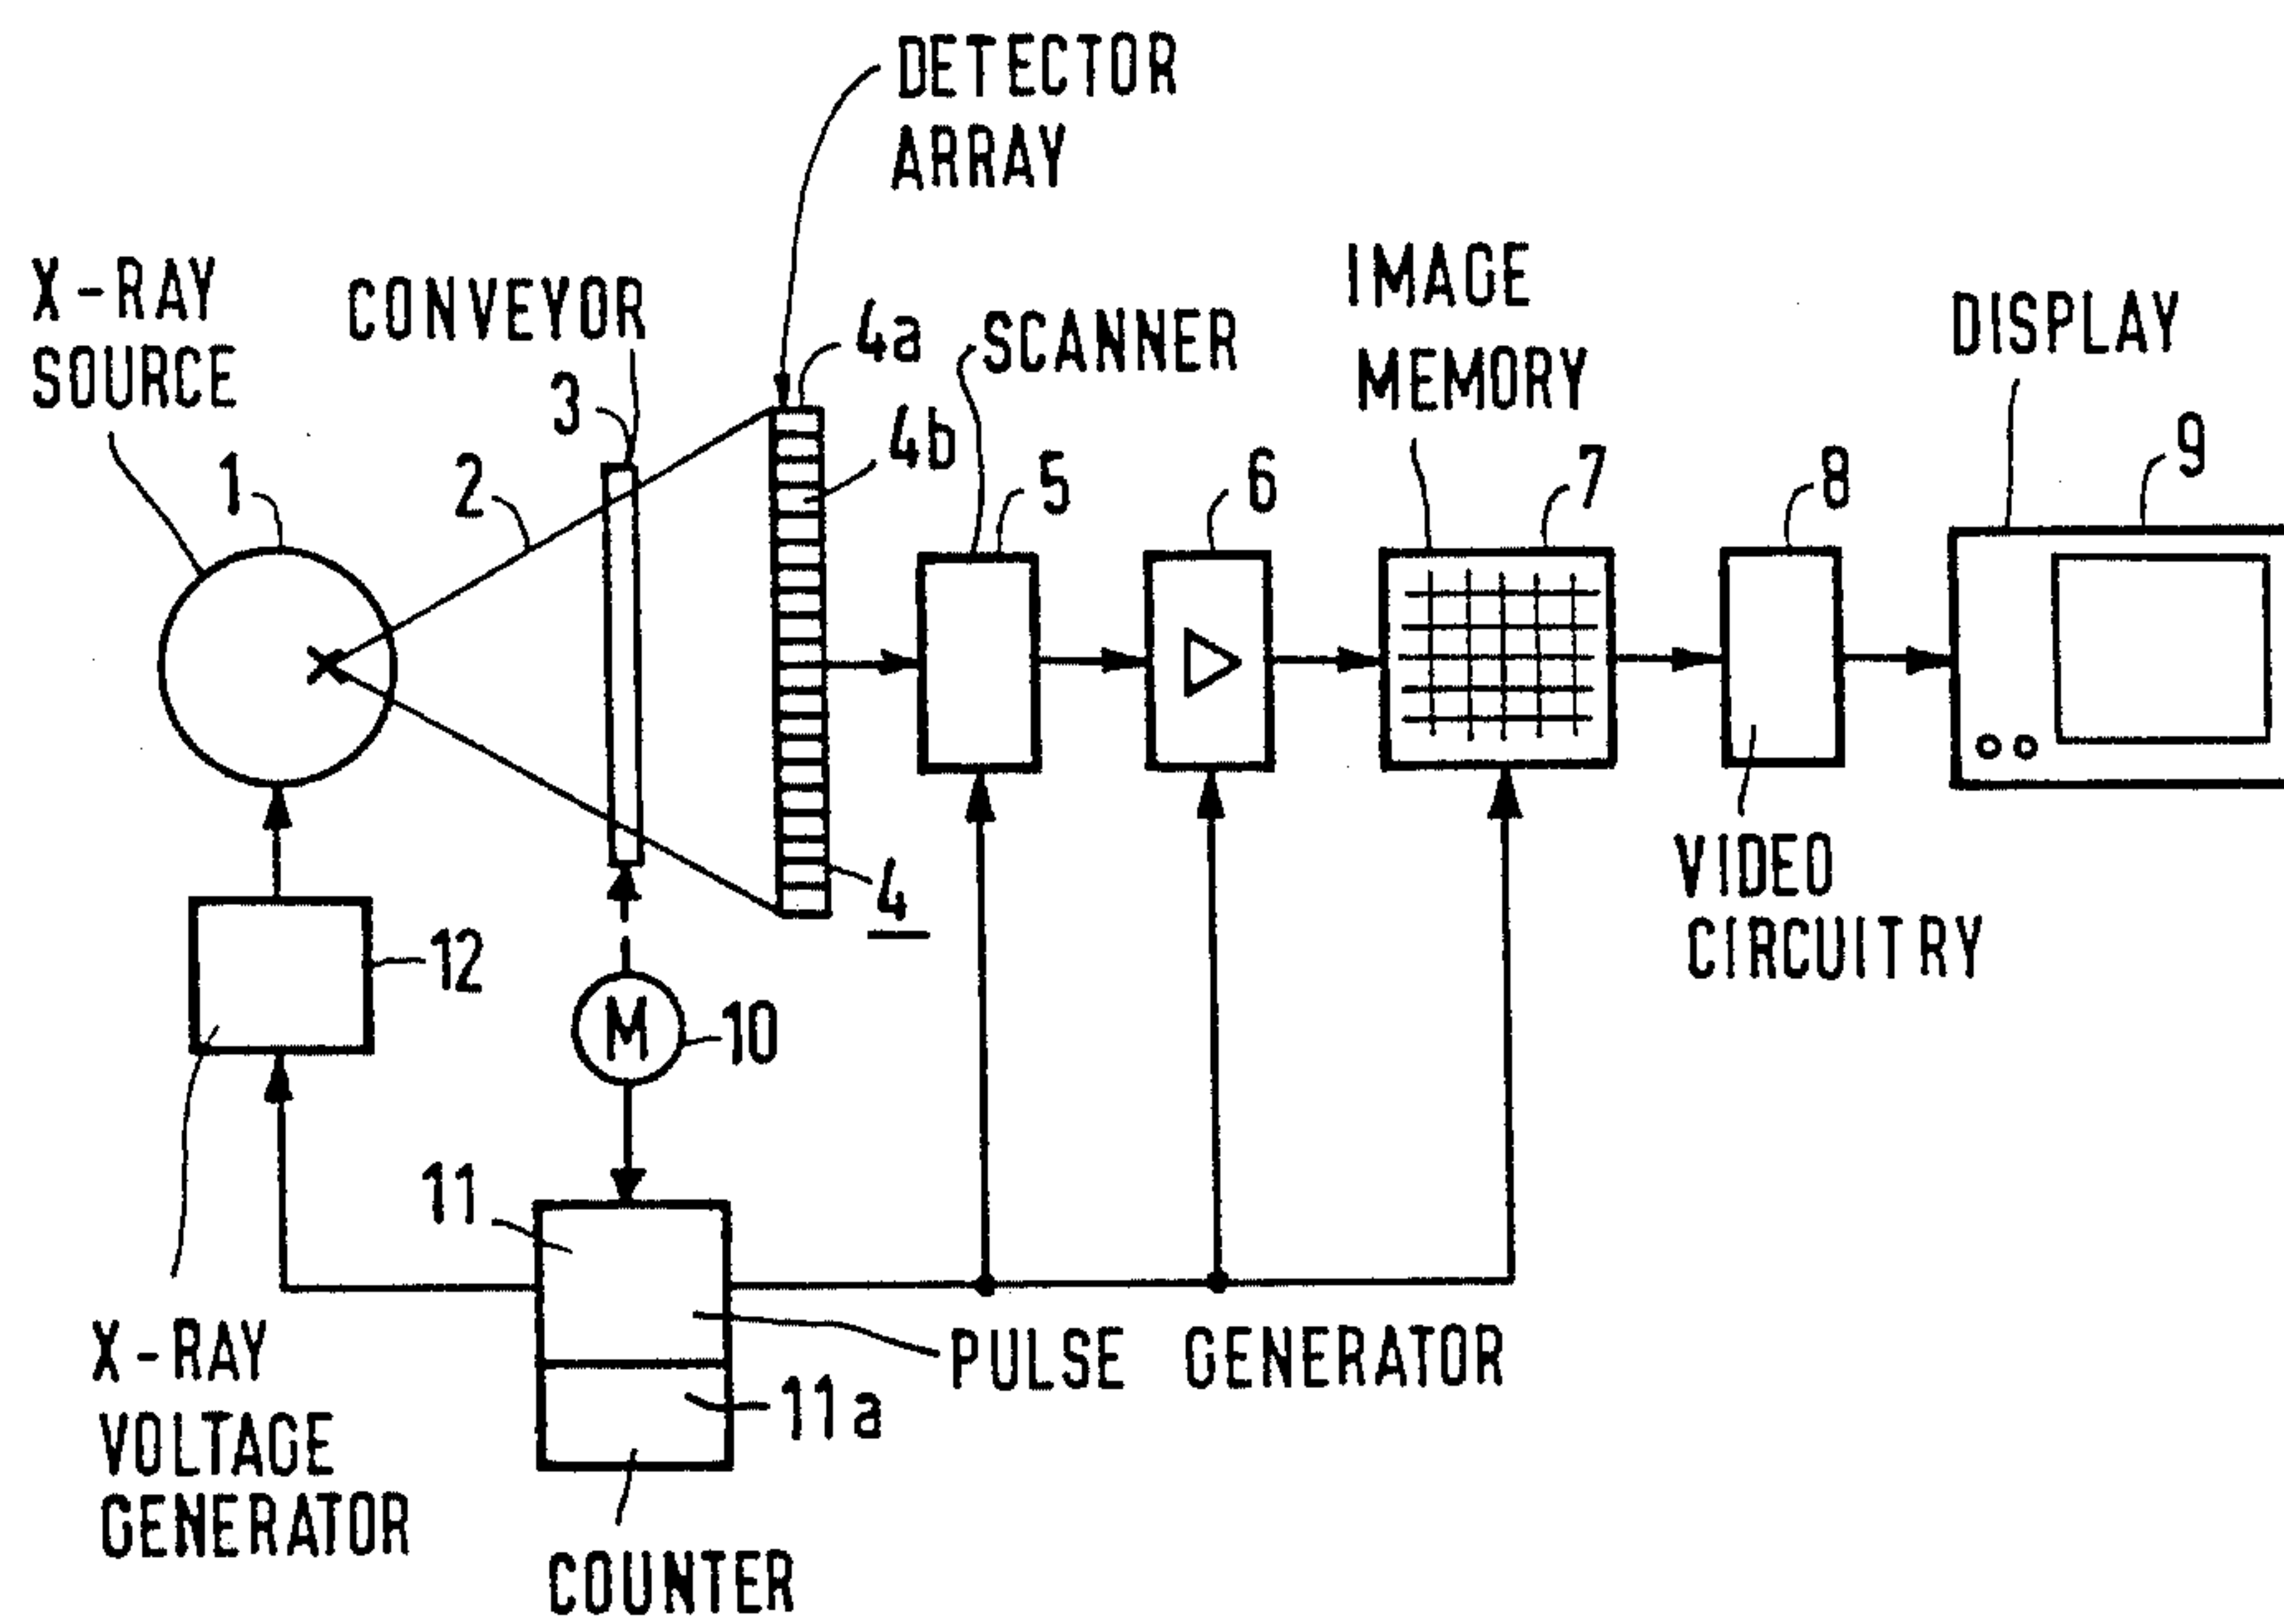 DETECTOR
ARRAY
X-RAY
SOURCE
CONVEYOR
4a
SCANNER
IMAGE
MEMORY
DISPLAY
1
2
3
4b
5
6
7
8
9
4
VIDEO
CIRCUITRY
12
M
10
11
X-RAY
VOLTAGE
GENERATOR
PULSE GENERATOR
11a
COUNTER